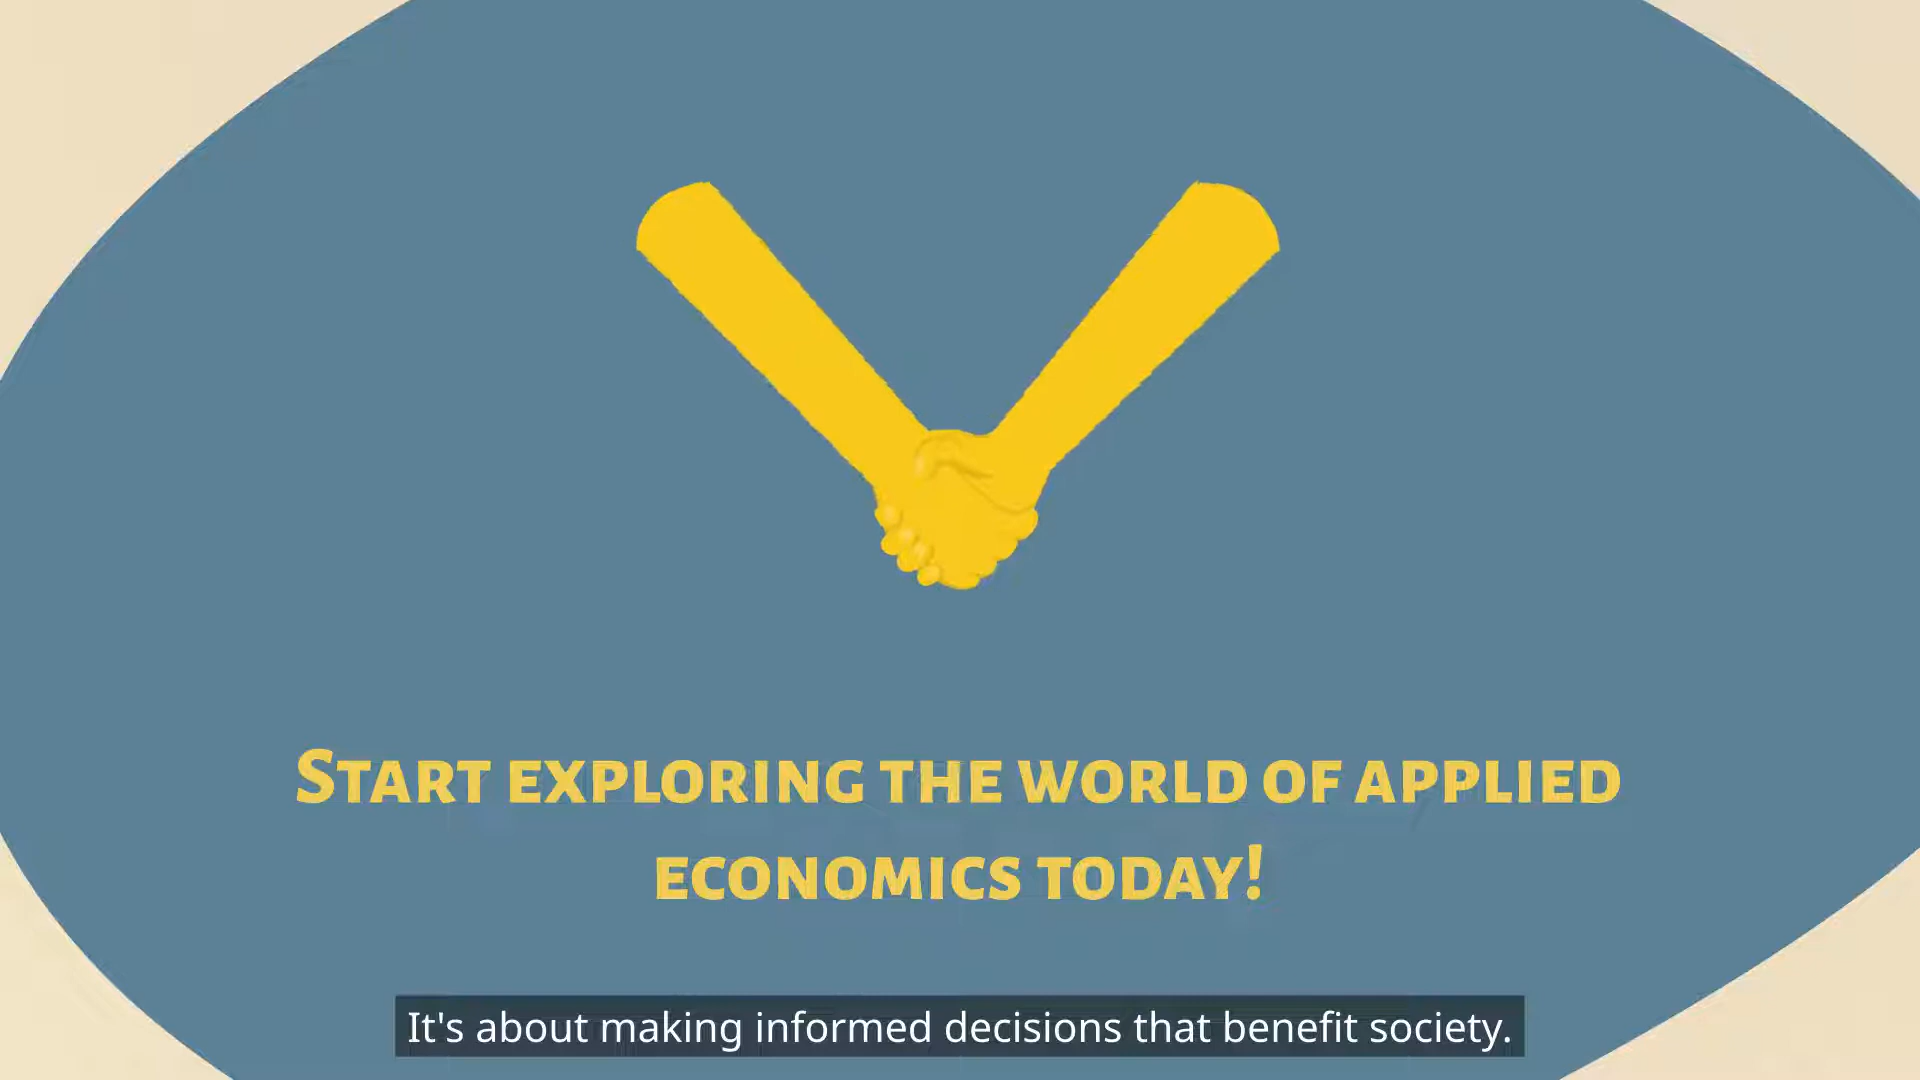 Start exploring the world of applied
economics today!
It's about making informed decisions that benefit society.